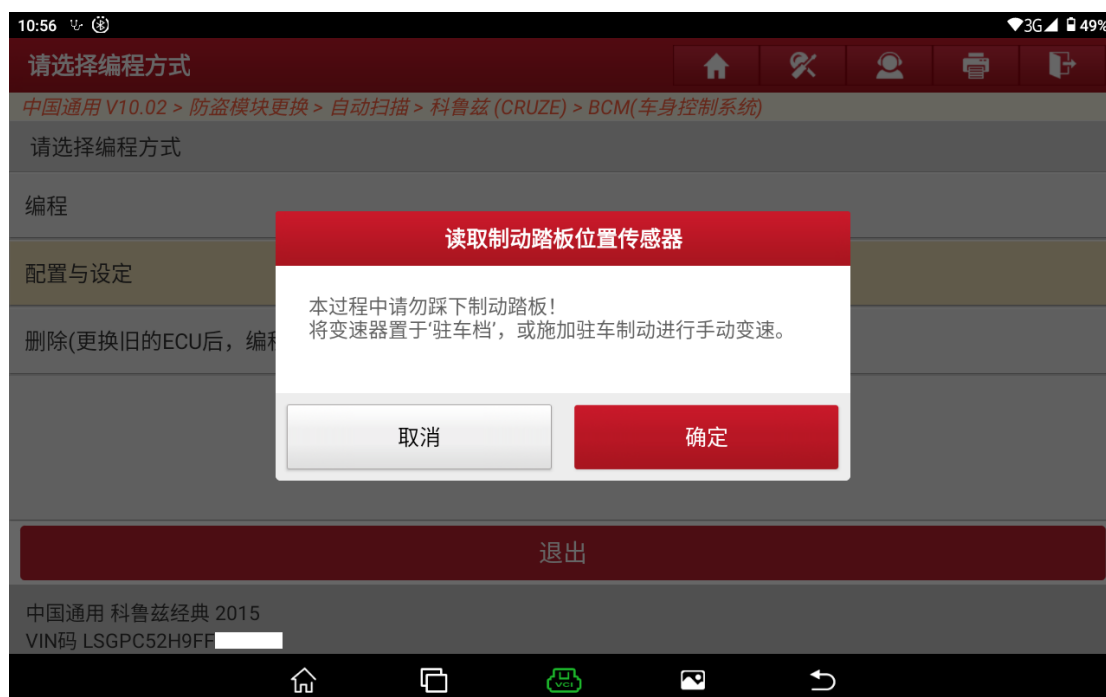 10:56
3G 49%
请选择编程方式
中国通用 V10.02 > 防盗模块更换 > 自动扫描 > 科鲁兹 (CRUZE) > BCM(车身控制系统)
请选择编程方式
编程
配置与设定
删除(更换旧的ECU后，编程
读取制动踏板位置传感器
本过程中请勿踩下制动踏板！
将变速器置于‘驻车档’，或施加驻车制动进行手动变速。
取消
确定
退出
中国通用 科鲁兹经典 2015
VIN码 LSGPC52H9FF
VCI